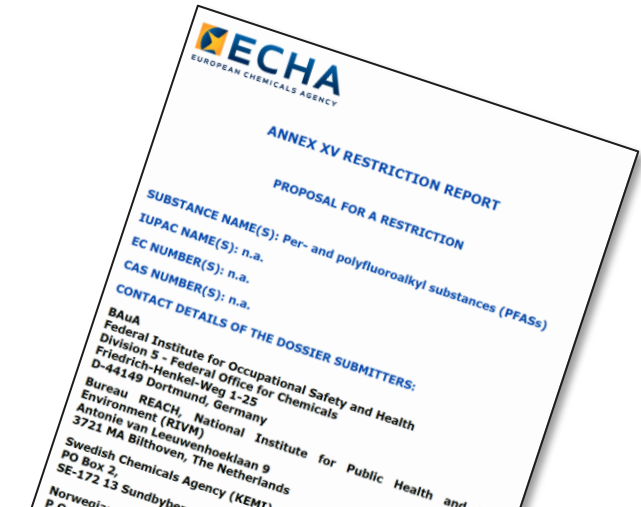 ECHA
EUROPEAN CHEMICALS AGENCY
ANNEX XV RESTRICTION REPORT
PROPOSAL FOR A RESTRICTION
SUBSTANCE NAME(S): Per- and polyfluoroalkyl substances (PFASs)
IUPAC NAME(S): n.a.
EC NUMBER(S): n.a.
CAS NUMBER(S): n.a.
CONTACT DETAILS OF THE DOSSIER SUBMITTERS:
BAuA
Federal Institute for Occupational Safety and Health
Division 5 - Federal Office for Chemicals
Friedrich-Henkel-Weg 1-25
D-44149 Dortmund, Germany
Bureau REACH, National Institute for Public Health and
Environment (RIVM)
Antonie van Leeuwenhoeklaan 9
3721 MA Bilthoven, The Netherlands
Swedish Chemicals Agency (KEMI)
PO Box 2,
SE-172 13